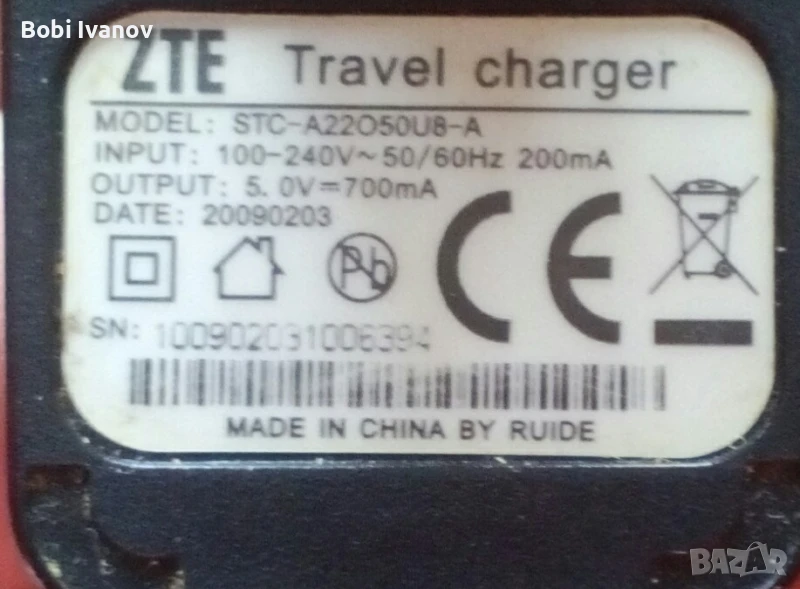 Bobi Ivanov
ZTE Travel charger
MODEL: STC-A22O50U8-A
INPUT: 100-240V~50/60Hz 200mA
OUTPUT: 5.0V=700mA
DATE: 20090203
Pb
CE
SN: 100902031006394
MADE IN CHINA BY RUIDE
BAZAR